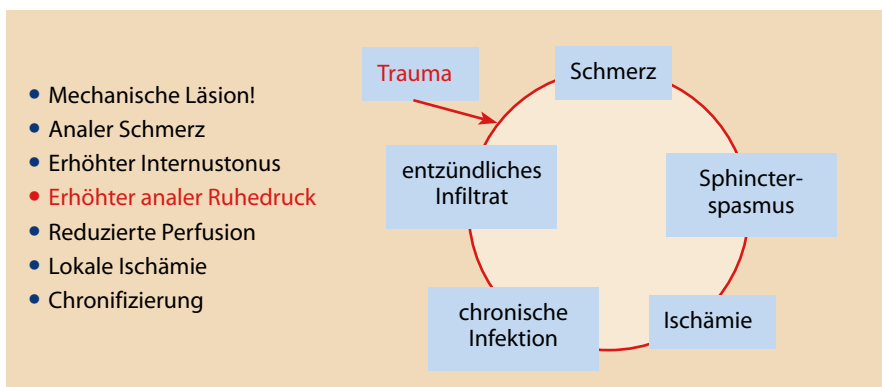 • Mechanische Läsion!
• Analer Schmerz
• Erhöhter Internustonus
• Erhöhter analer Ruhedruck
• Reduzierte Perfusion
• Lokale Ischämie
• Chronifizierung
Trauma
Schmerz
Sphincter-
spasmus
Ischämie
chronische
Infektion
entzündliches
Infiltrat